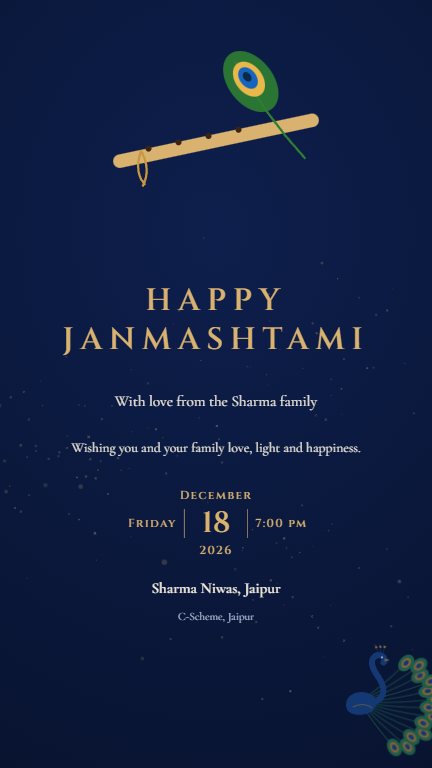 HAPPY
JANMASHTAMI
With love from the Sharma family
Wishing you and your family love, light and happiness.
DECEMBER
FRIDAY 18 7:00 PM
2026
Sharma Niwas, Jaipur
C-Scheme, Jaipur